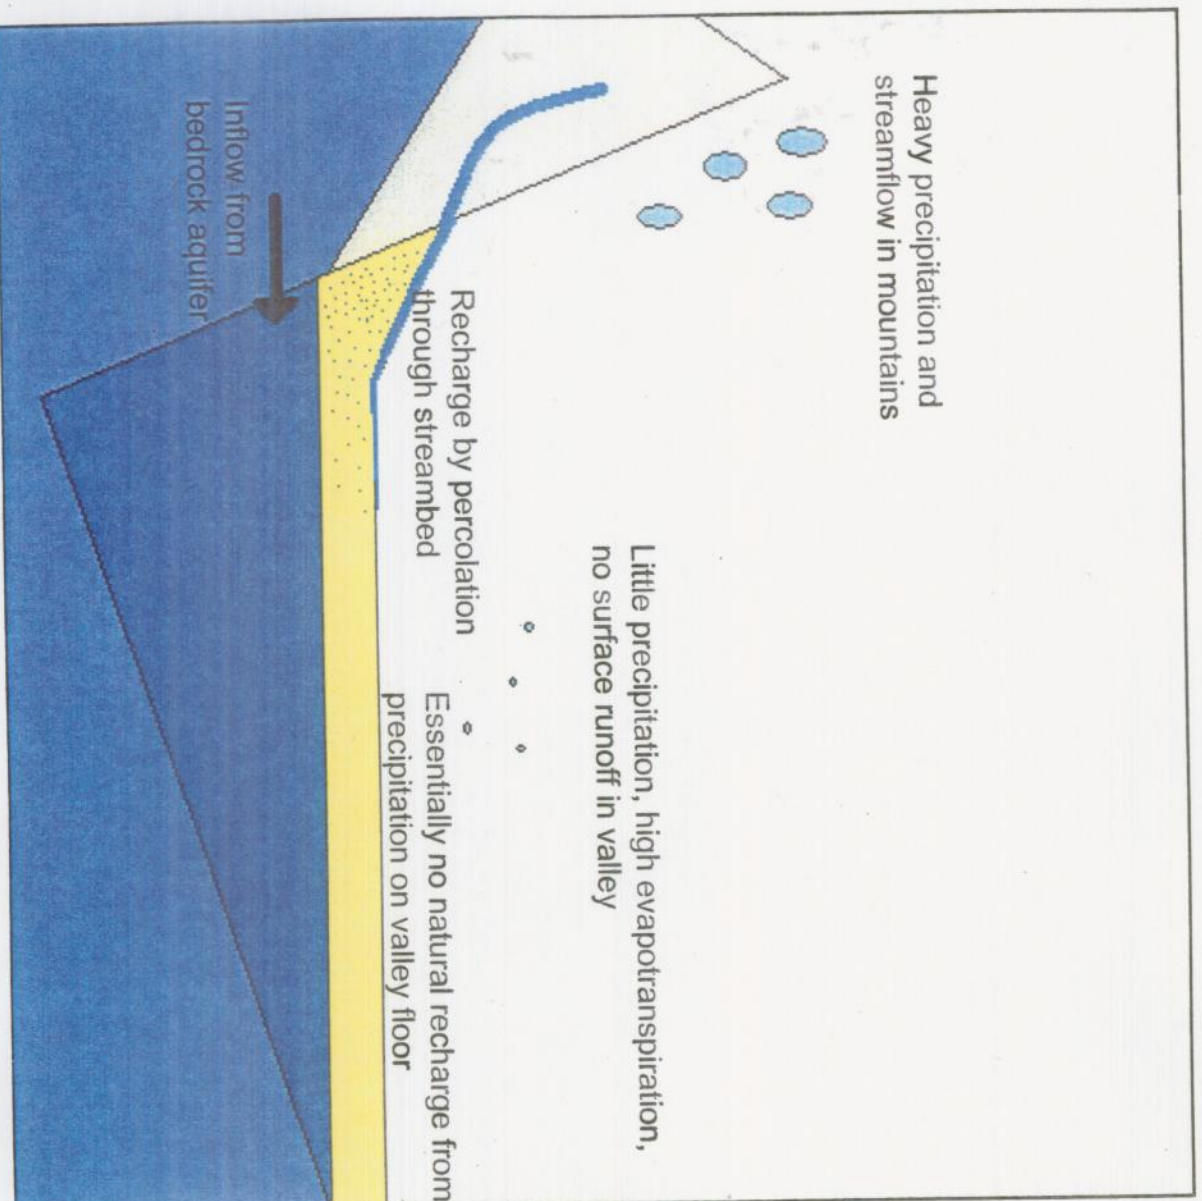 Heavy precipitation and
streamflow in mountains
Little precipitation, high evapotranspiration,
no surface runoff in valley
Recharge by percolation
through streambed
Essentially no natural recharge from
precipitation on valley floor
Inflow from
bedrock aquifer